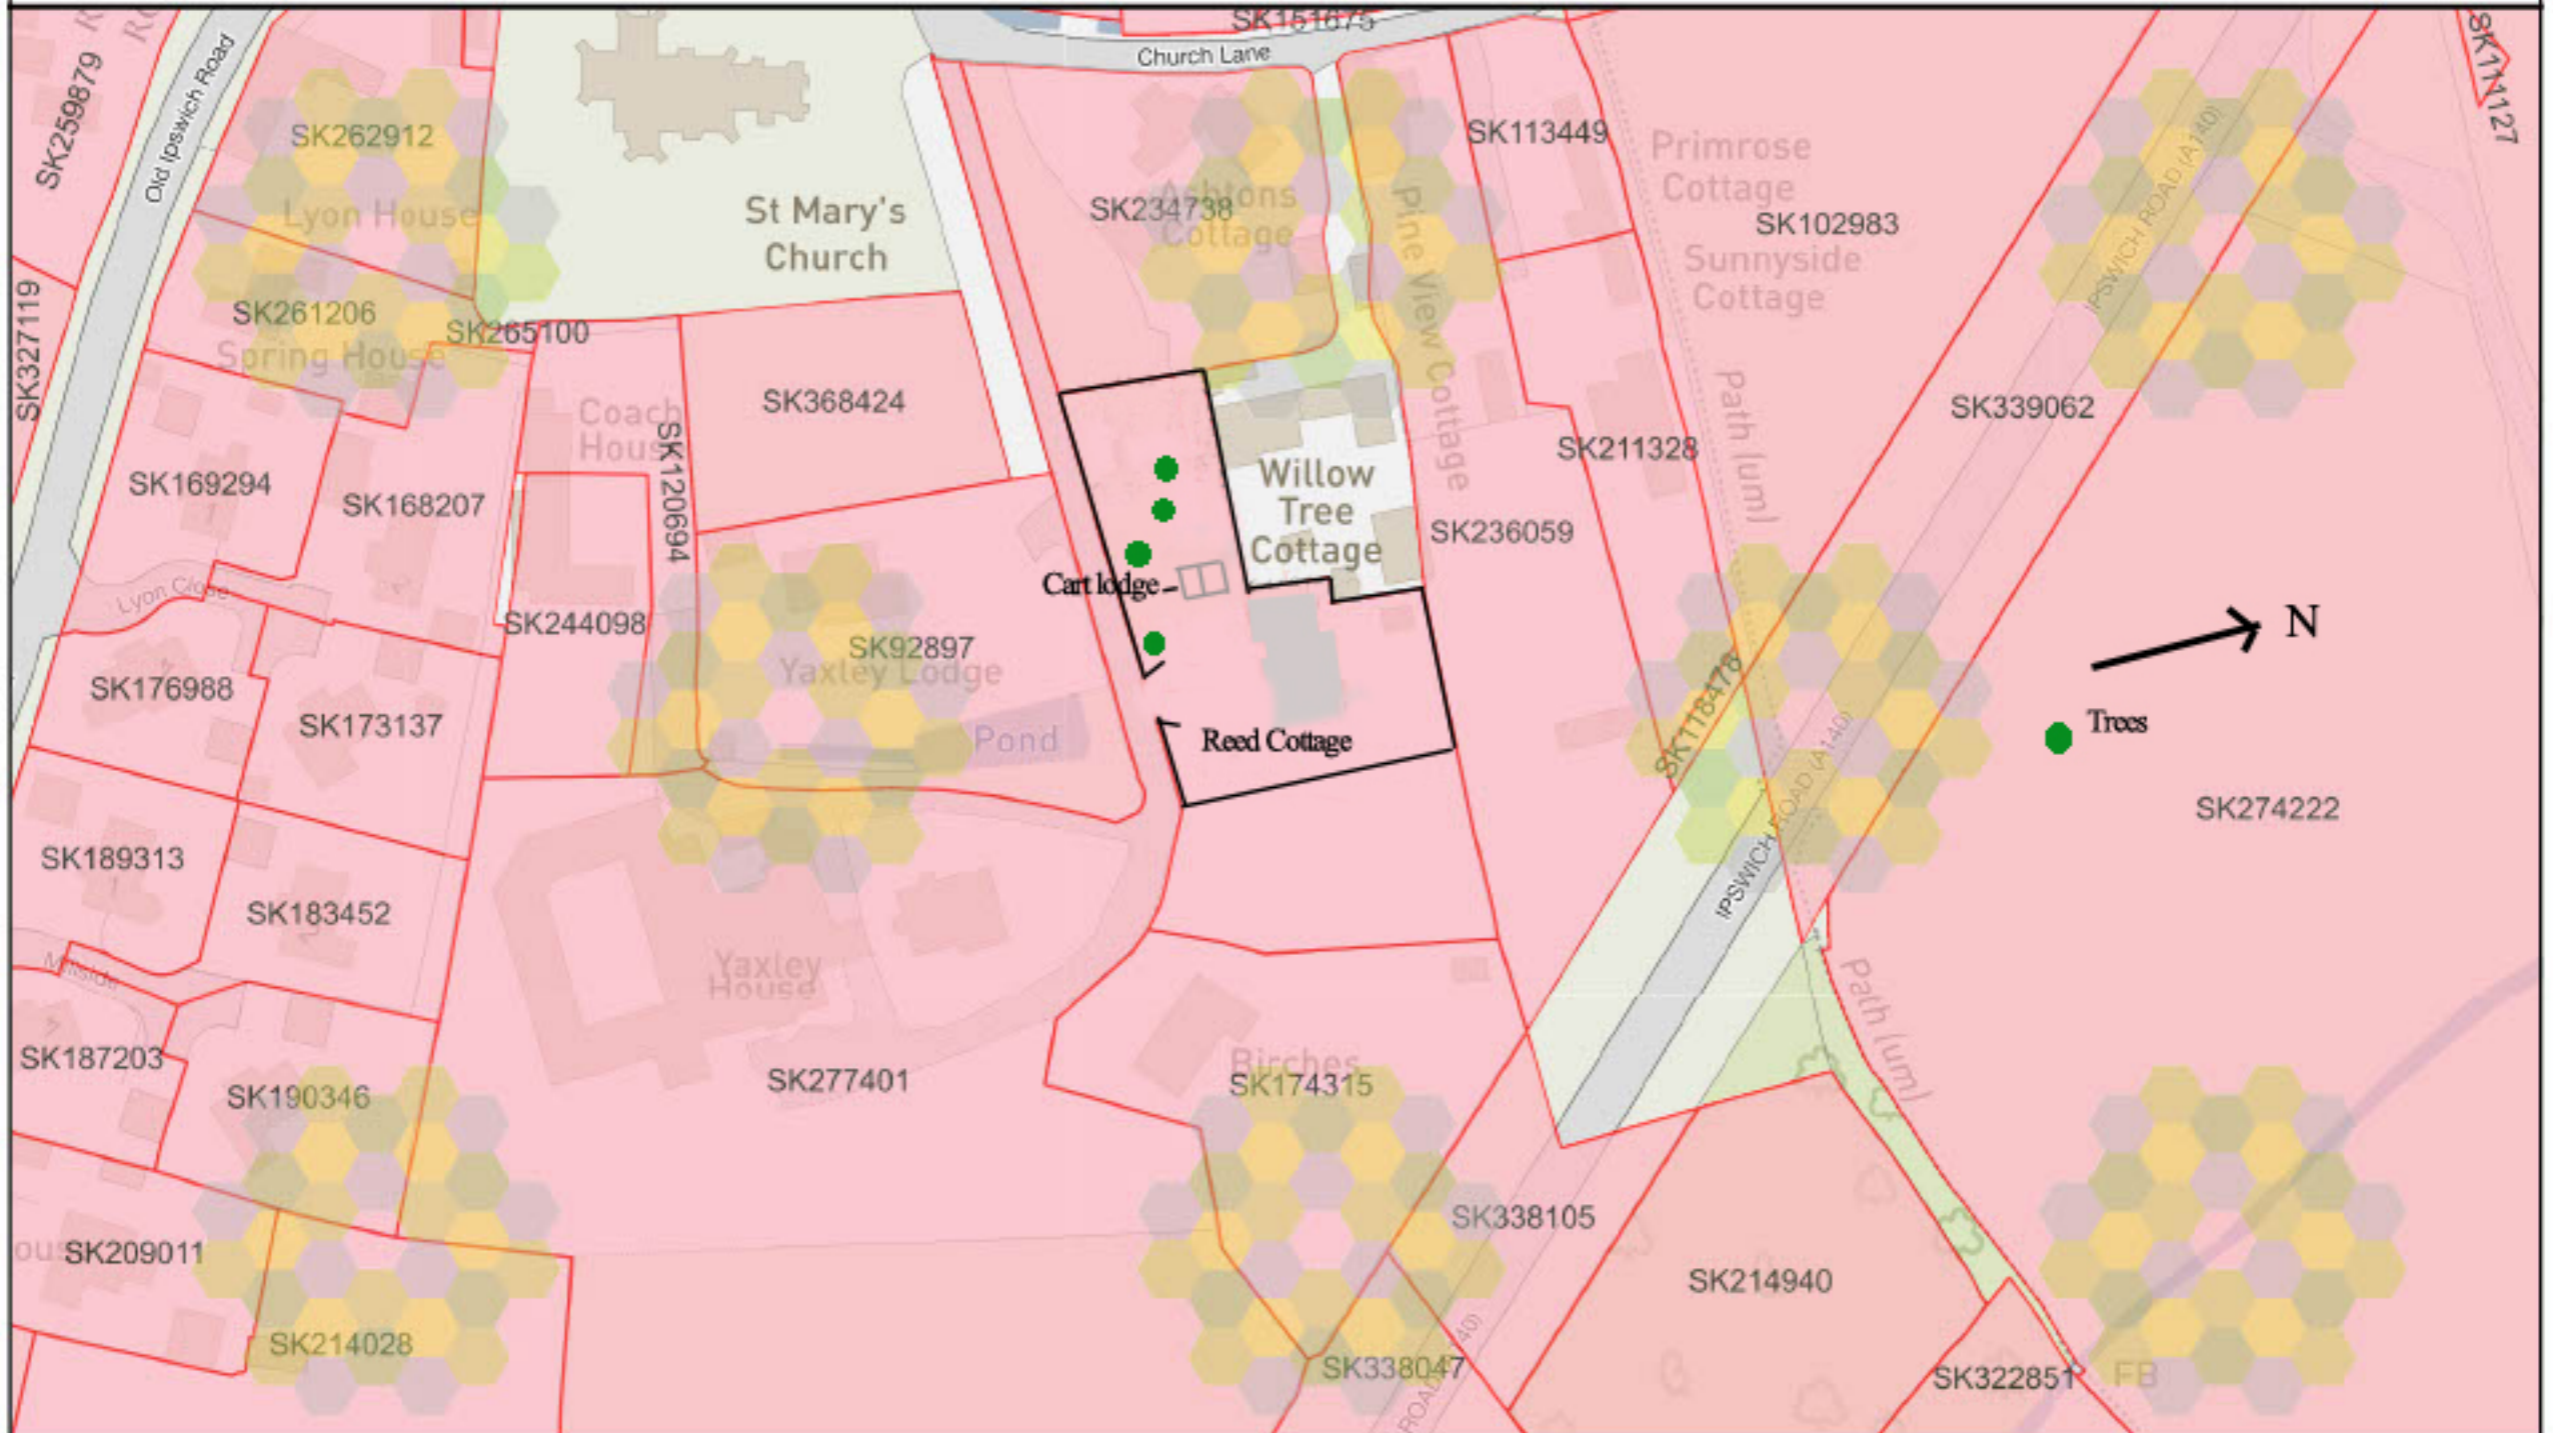 SK151675
Church Lane
Old Ipswich Road
SK259879
SK262912
Lyon House
SK261206
SK265100
Spring House
SK327119
St Mary's
Church
Ashtons
Cottage
SK234738
Pine View Cottage
SK113449
Primrose
Cottage
SK102983
Sunnyside
Cottage
IPSWICH ROAD (A140)
SK339062
Path (um)
SK211328
Coach
House
SK120694
SK368424
SK169294
SK168207
Lyon Close
SK244098
Willow
Tree
Cottage
SK236059
Cart lodge
SK92897
Yaxley Lodge
Pond
Reed Cottage
N
Trees
SK274222
SK118478
IPSWICH ROAD (A140)
SK176988
SK173137
SK189313
SK183452
Millside
Yaxley
House
SK187203
SK190346
SK277401
Birches
SK174315
Path (um)
SK209011
SK214028
SK338105
SK214940
SK338047
SK322851
FB